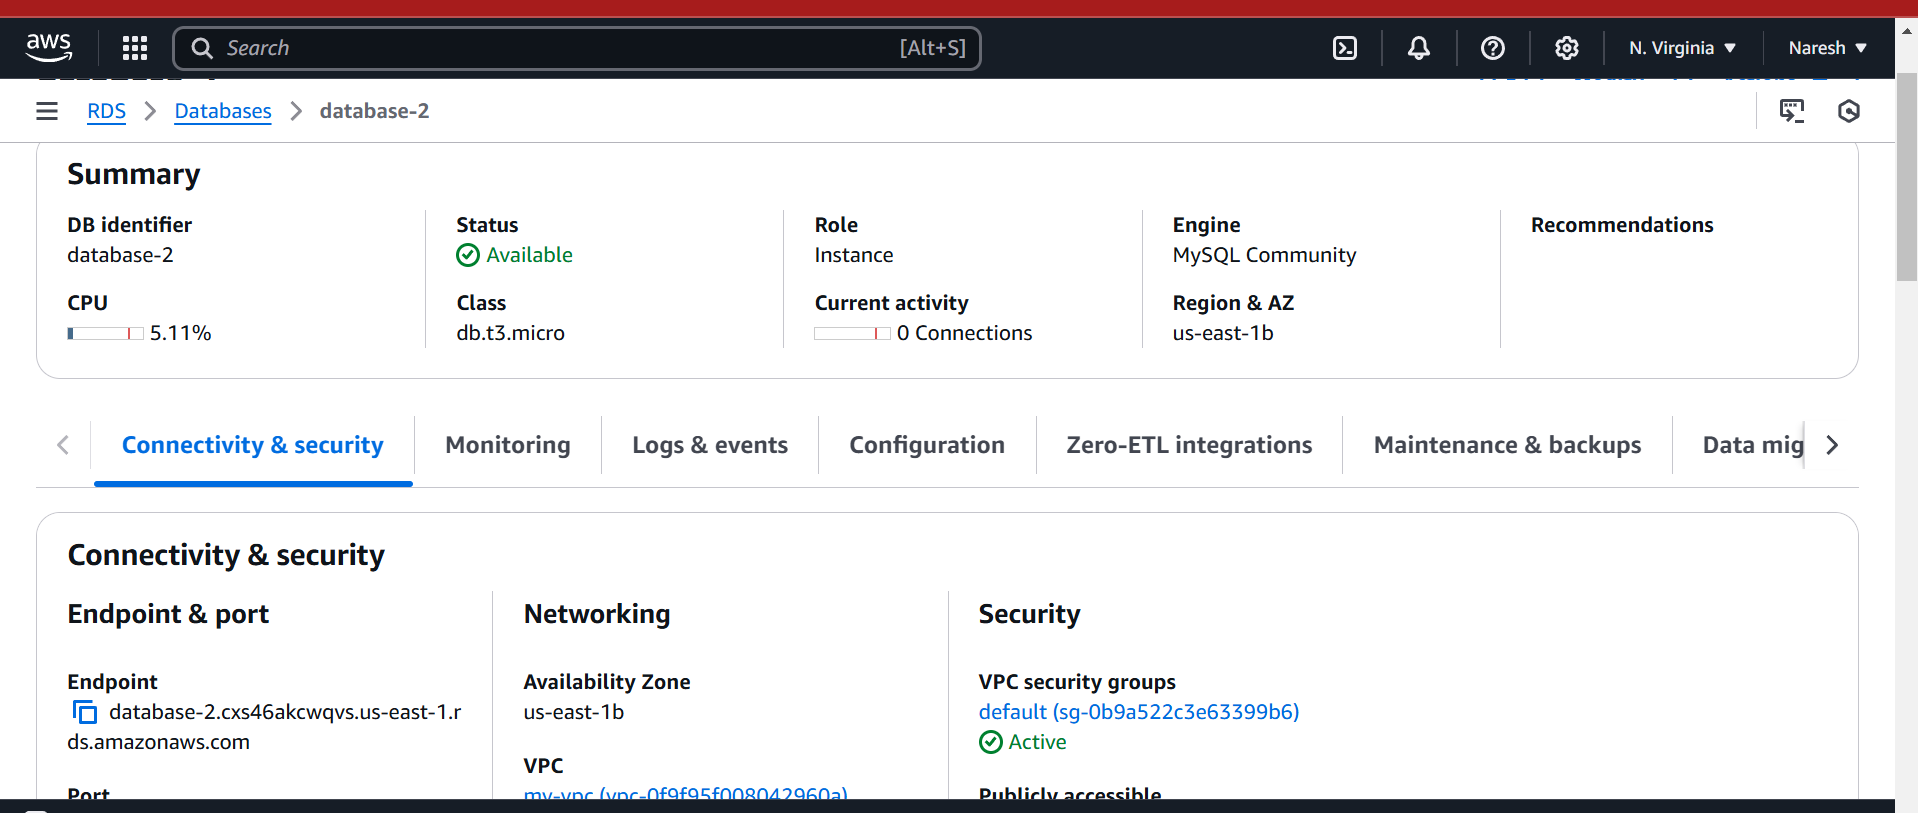 aws Search [Alt+S] N. Virginia Naresh
RDS Databases database-2
Summary
DB identifier
database-2
Status
Available
Role
Instance
Engine
MySQL Community
Recommendations
CPU
5.11%
Class
db.t3.micro
Current activity
0 Connections
Region & AZ
us-east-1b
Connectivity & security Monitoring Logs & events Configuration Zero-ETL integrations Maintenance & backups Data mig
Connectivity & security
Endpoint & port
Endpoint
database-2.cxs46akcwqvs.us-east-1.r
ds.amazonaws.com
Port
Networking
Availability Zone
us-east-1b
VPC
my-vpc (vpc-0f9f95f008042960a)
Security
VPC security groups
default (sg-0b9a522c3e63399b6)
Active
Publicly accessible